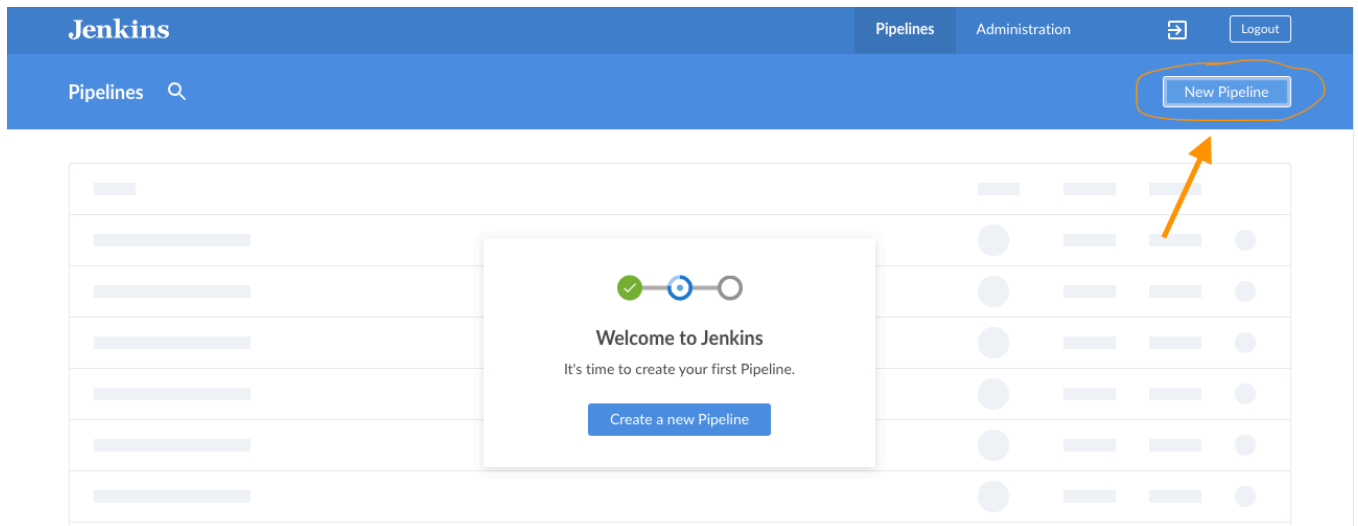 Jenkins
Pipelines
Administration
Logout
Pipelines
New Pipeline
Welcome to Jenkins
It's time to create your first Pipeline.
Create a new Pipeline